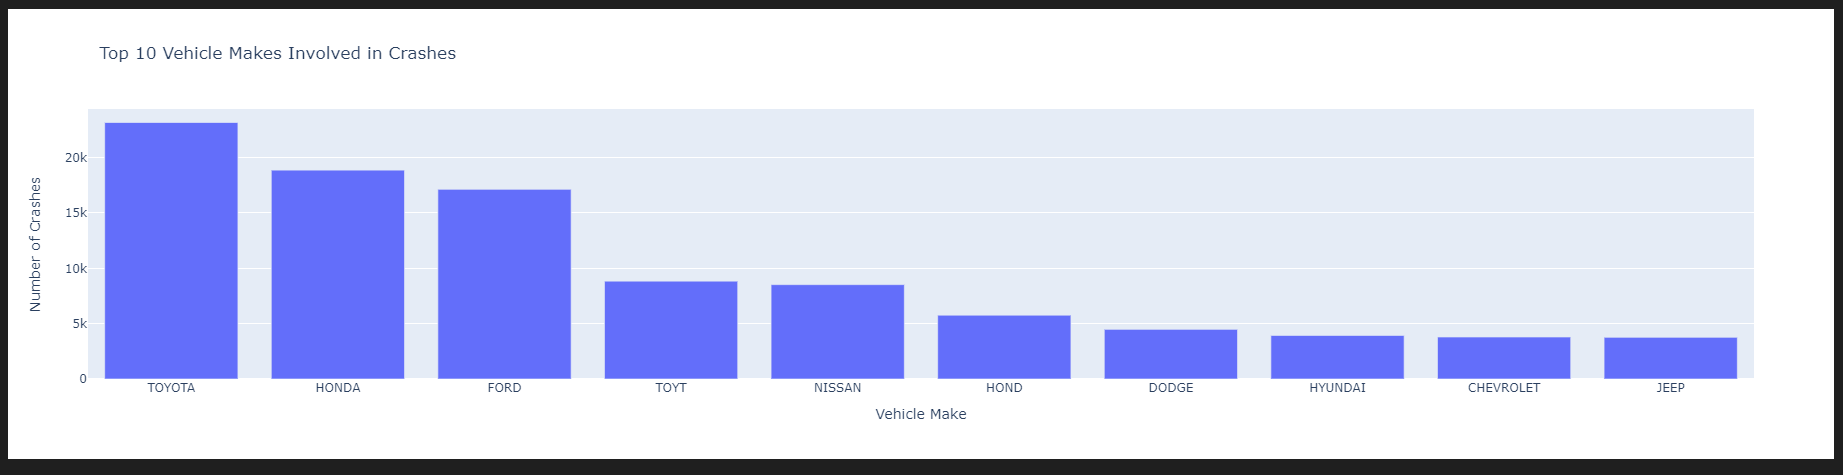 Top 10 Vehicle Makes Involved in Crashes
Number of Crashes
20k
15k
10k
5k
0
TOYOTA HONDA FORD TOYT NISSAN HOND DODGE HYUNDAI CHEVROLET JEEP
Vehicle Make